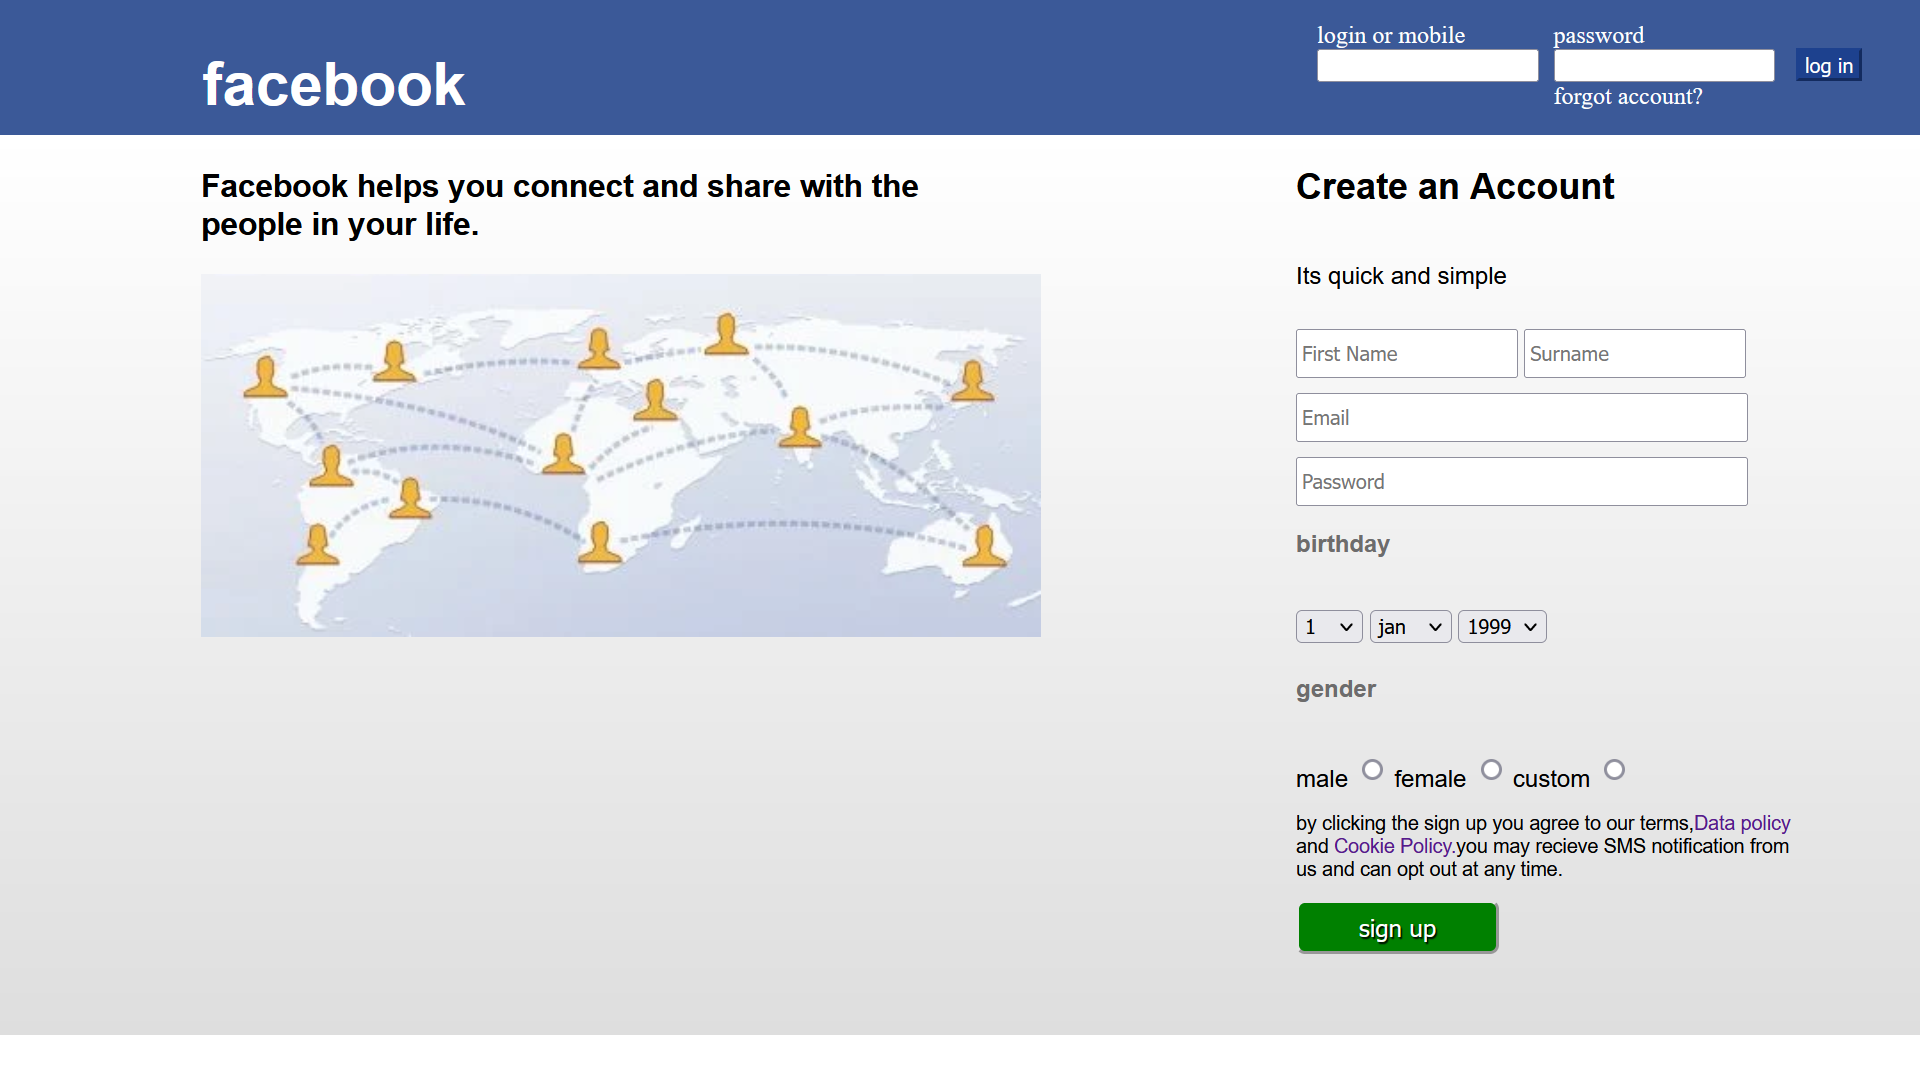 facebook
login or mobile
password
log in
forgot account?
Facebook helps you connect and share with the
people in your life.
Create an Account
Its quick and simple
First Name
Surname
Email
Password
birthday
1
jan
1999
gender
male
female
custom
by clicking the sign up you agree to our terms,Data policy
and Cookie Policy.you may recieve SMS notification from
us and can opt out at any time.
sign up